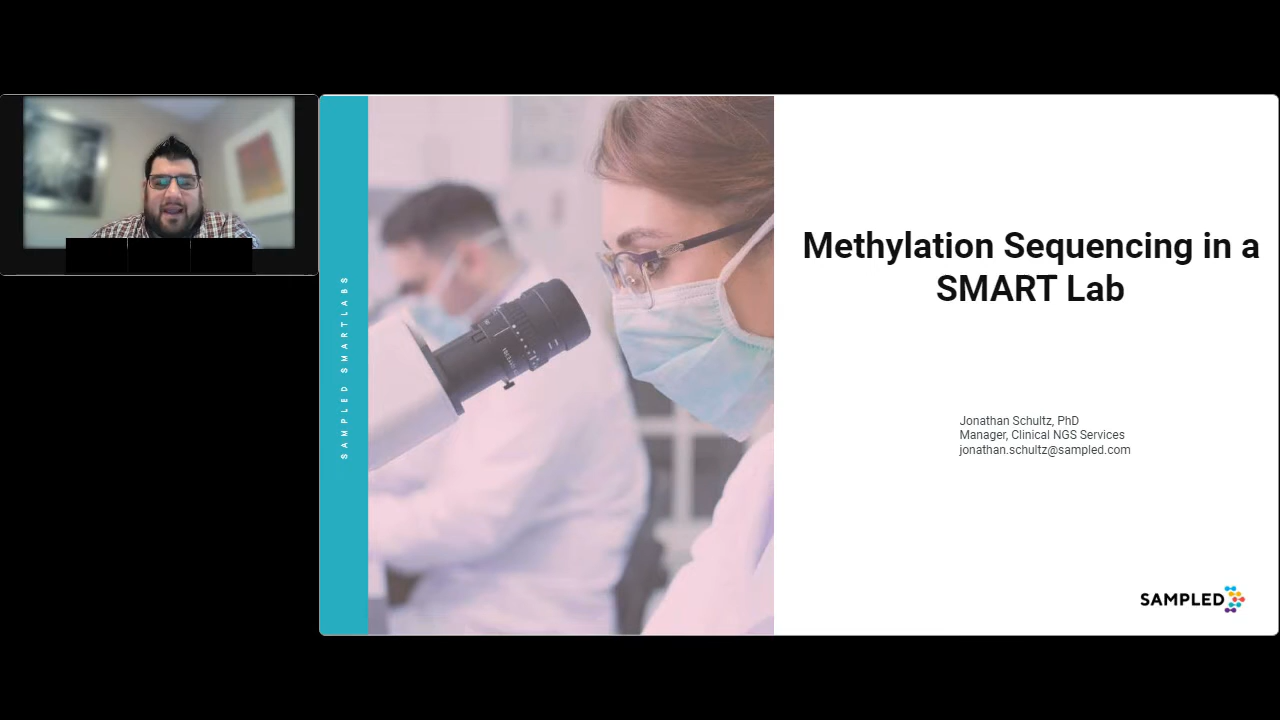 SAMPLED SMARTLABS
Methylation Sequencing in a
SMART Lab
Jonathan Schultz, PhD
Manager, Clinical NGS Services
jonathan.schultz@sampled.com
SAMPLED